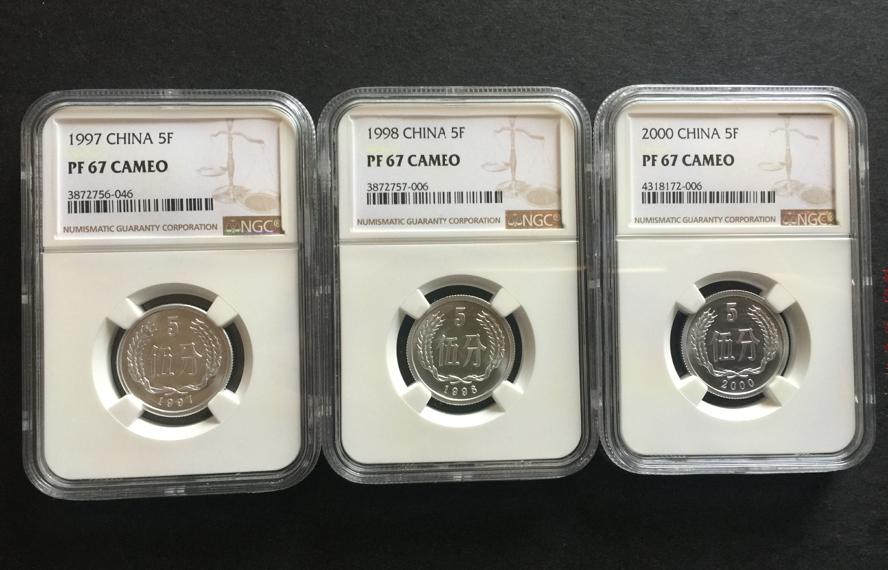 1997 CHINA 5F
PF 67 CAMEO
3872756-046
NUMISMATIC GUARANTY CORPORATION
NGC
5
伍分
1997
1998 CHINA 5F
PF 67 CAMEO
3872757-006
NUMISMATIC GUARANTY CORPORATION
NGC
5
伍分
1998
2000 CHINA 5F
PF 67 CAMEO
4318172-006
NUMISMATIC GUARANTY CORPORATION
NGC
5
伍分
2000